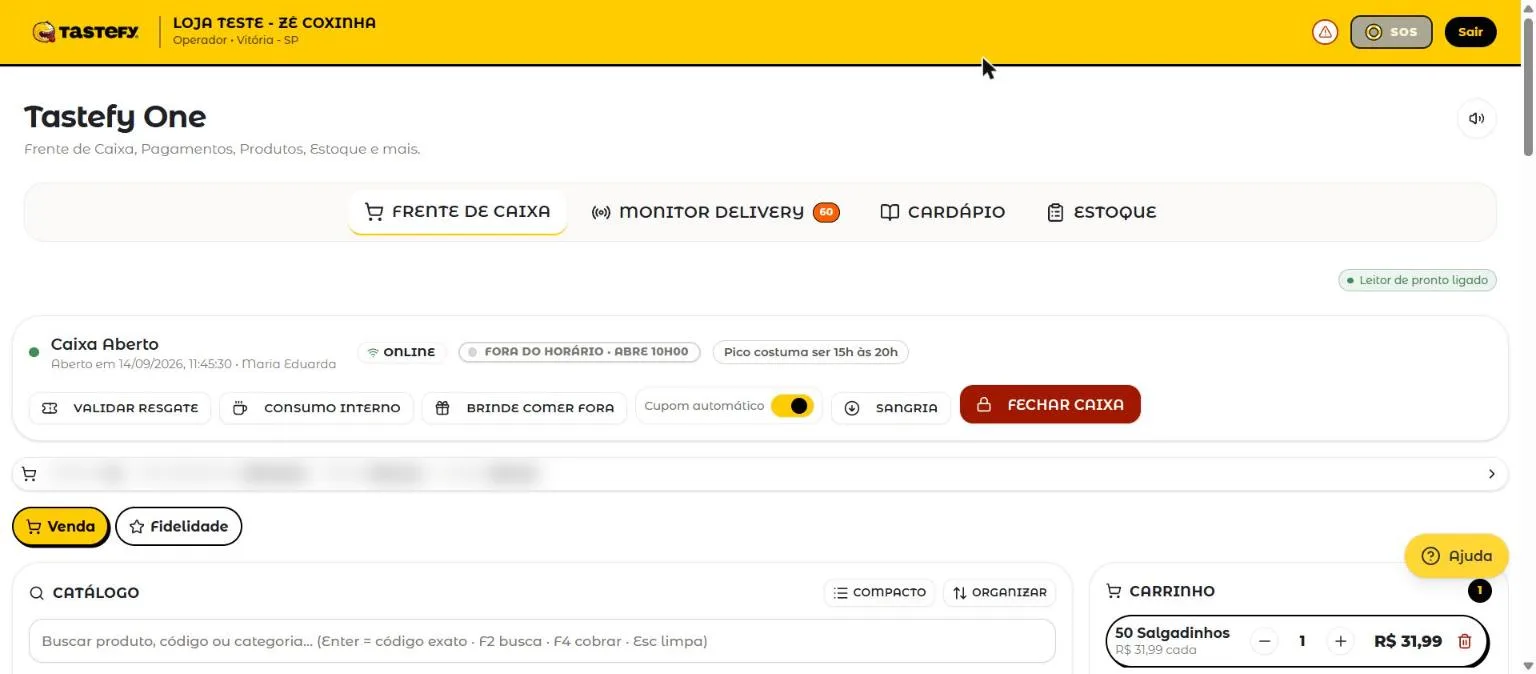 TASTEFY
LOJA TESTE - ZÉ COXINHA
Operador • Vitória - SP
SOS
Sair
Tastefy One
Frente de Caixa, Pagamentos, Produtos, Estoque e mais.
FRENTE DE CAIXA
MONITOR DELIVERY 60
CARDÁPIO
ESTOQUE
Leitor de pronto ligado
Caixa Aberto
Aberto em 14/09/2026, 11:45:30 • Maria Eduarda
ONLINE
FORA DO HORÁRIO · ABRE 10H00
Pico costuma ser 15h às 20h
VALIDAR RESGATE
CONSUMO INTERNO
BRINDE COMER FORA
Cupom automático
SANGRIA
FECHAR CAIXA
Venda
Fidelidade
Ajuda
CATÁLOGO
COMPACTO
ORGANIZAR
Buscar produto, código ou categoria... (Enter = código exato · F2 busca · F4 cobrar · Esc limpa)
CARRINHO
1
50 Salgadinhos
R$ 31,99 cada
1
R$ 31,99